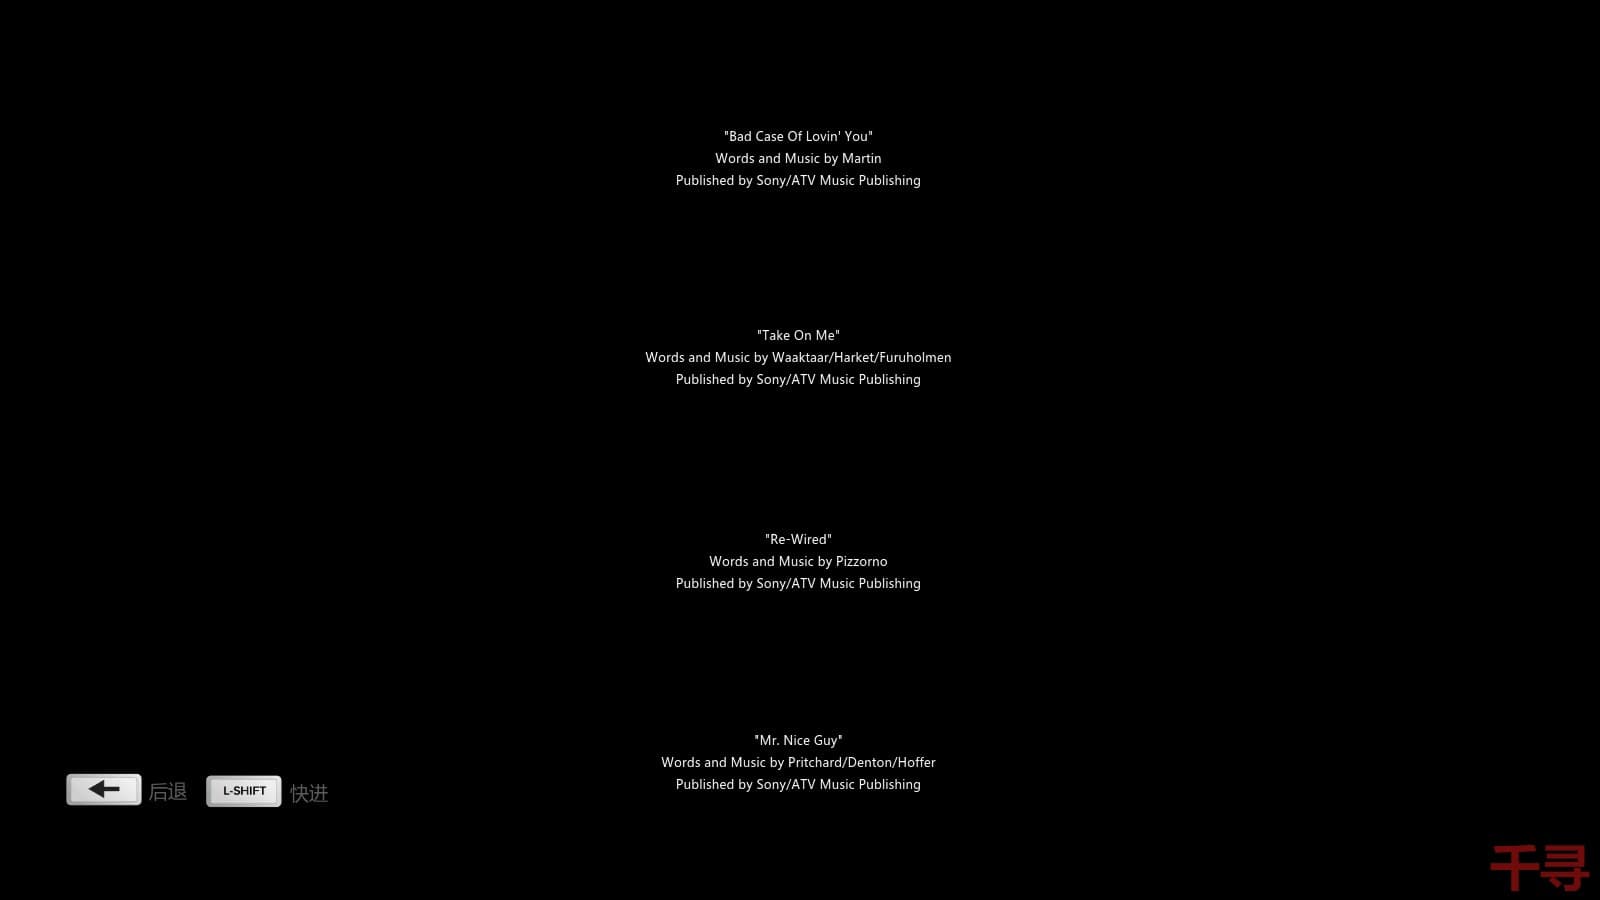 "Bad Case Of Lovin' You"
Words and Music by Martin
Published by Sony/ATV Music Publishing
"Take On Me"
Words and Music by Waaktaar/Harket/Furuholmen
Published by Sony/ATV Music Publishing
"Re-Wired"
Words and Music by Pizzorno
Published by Sony/ATV Music Publishing
"Mr. Nice Guy"
Words and Music by Pritchard/Denton/Hoffer
Published by Sony/ATV Music Publishing
后退 L-SHIFT 快进
千寻